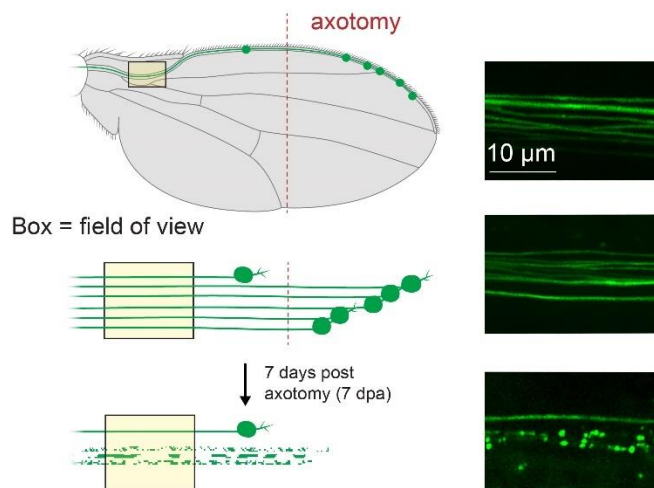 axotomy
10 µm
Box = field of view
7 days post
axotomy (7 dpa)